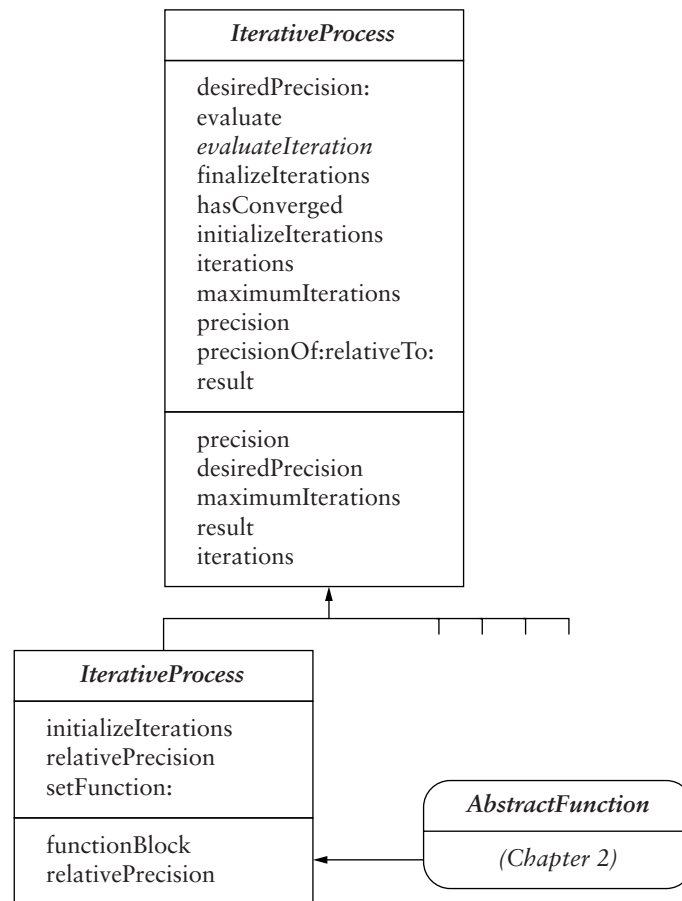 IterativeProcess
desiredPrecision:
evaluate
evaluateIteration
finalizeIterations
hasConverged
initializeIterations
iterations
maximumIterations
precision
precisionOf:relativeTo:
result
precision
desiredPrecision
maximumIterations
result
iterations
IterativeProcess
initializeIterations
relativePrecision
setFunction:
functionBlock
relativePrecision
AbstractFunction
(Chapter 2)